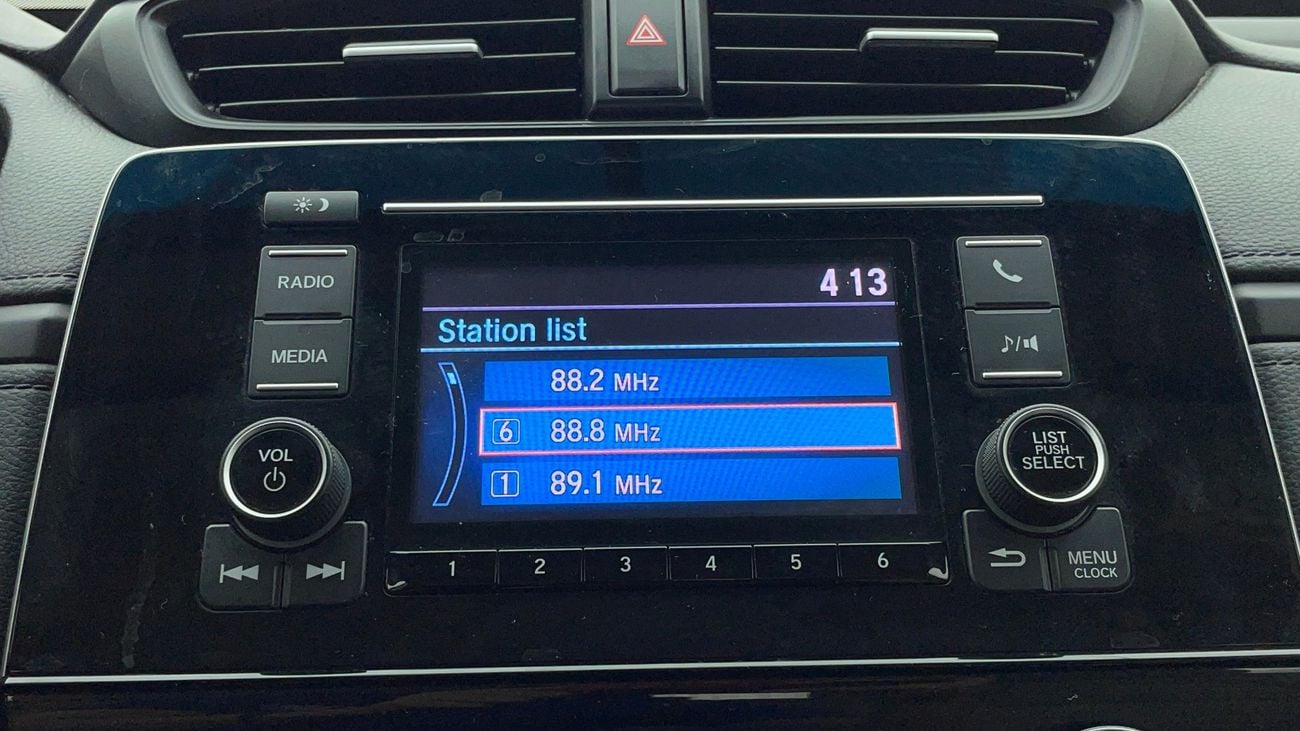 RADIO
MEDIA
VOL
4 13
Station list
88.2 MHz
6 88.8 MHz
1 89.1 MHz
1 2 3 4 5 6
LIST
PUSH
SELECT
MENU
CLOCK